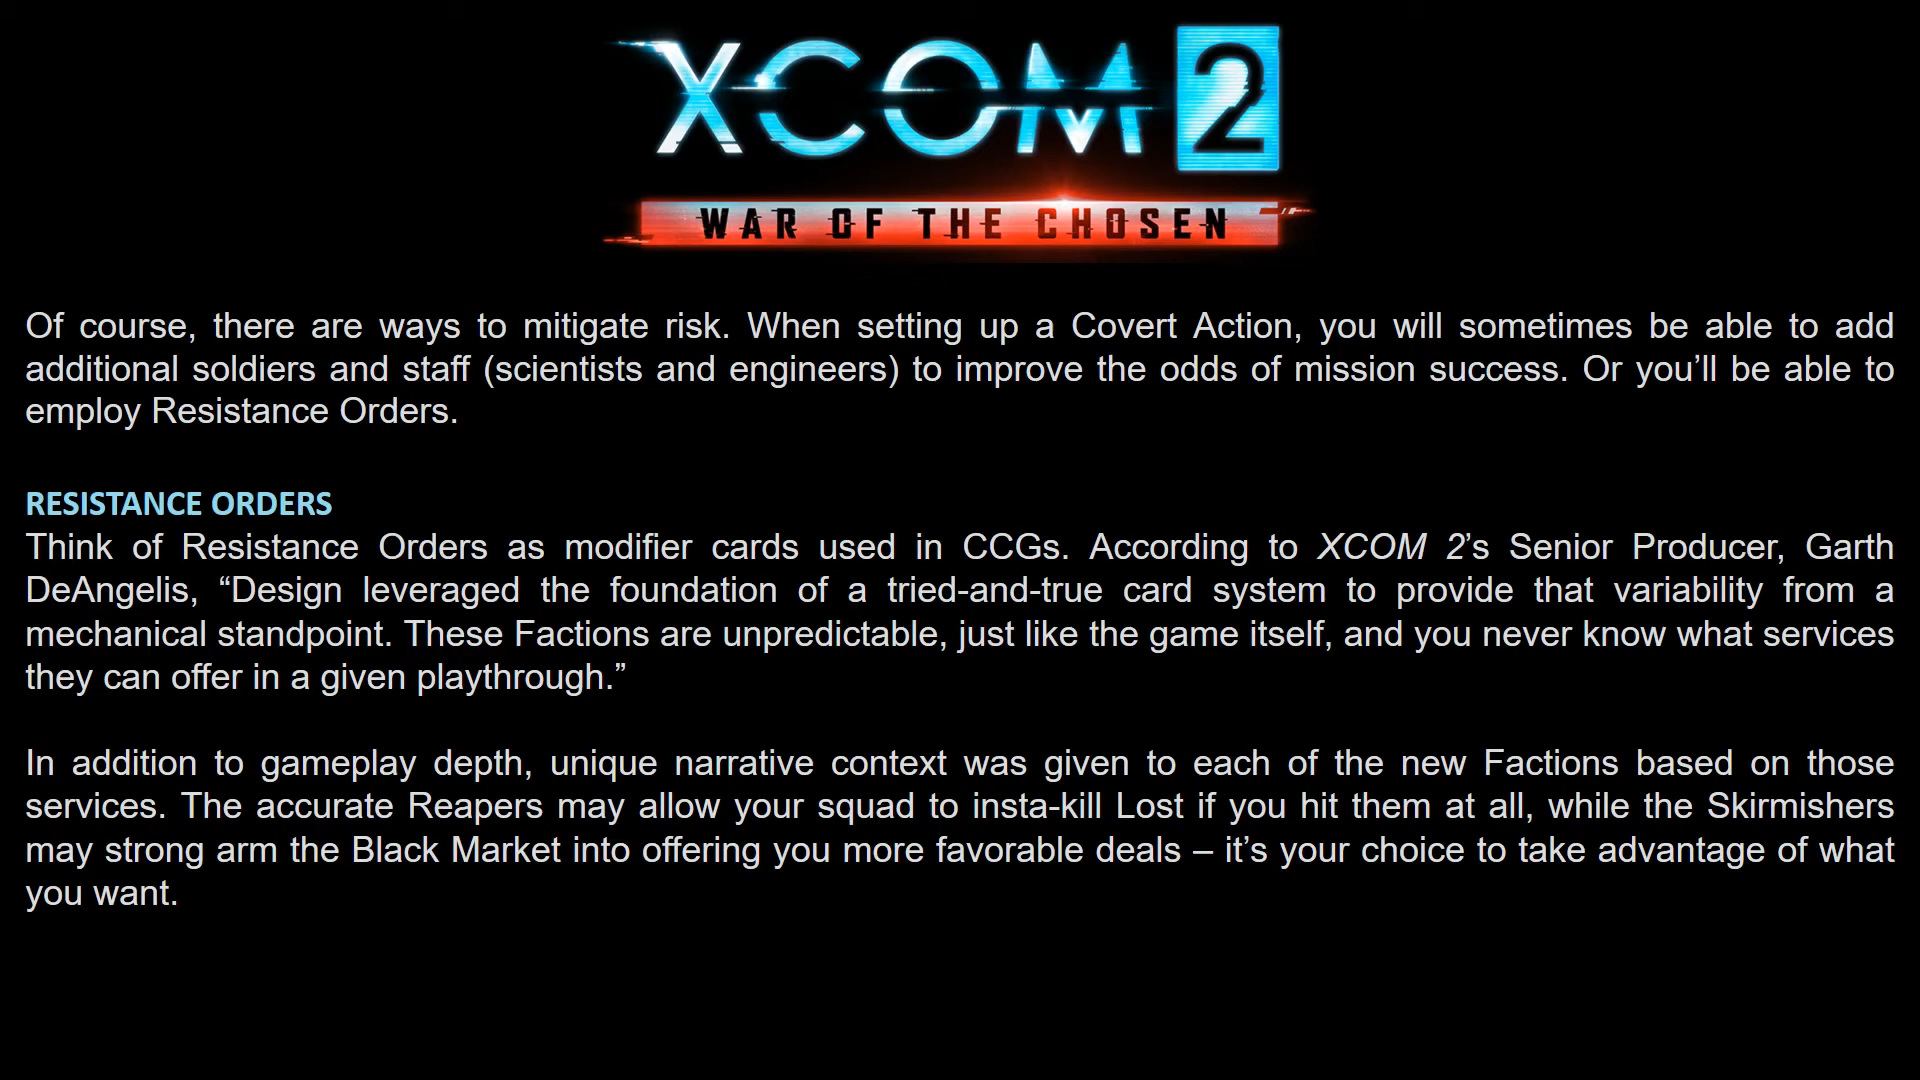 XCOM 2
WAR OF THE CHOSEN
Of course, there are ways to mitigate risk. When setting up a Covert Action, you will sometimes be able to add
additional soldiers and staff (scientists and engineers) to improve the odds of mission success. Or you’ll be able to
employ Resistance Orders.
RESISTANCE ORDERS
Think of Resistance Orders as modifier cards used in CCGs. According to XCOM 2’s Senior Producer, Garth
DeAngelis, “Design leveraged the foundation of a tried-and-true card system to provide that variability from a
mechanical standpoint. These Factions are unpredictable, just like the game itself, and you never know what services
they can offer in a given playthrough.”
In addition to gameplay depth, unique narrative context was given to each of the new Factions based on those
services. The accurate Reapers may allow your squad to insta-kill Lost if you hit them at all, while the Skirmishers
may strong arm the Black Market into offering you more favorable deals – it’s your choice to take advantage of what
you want.